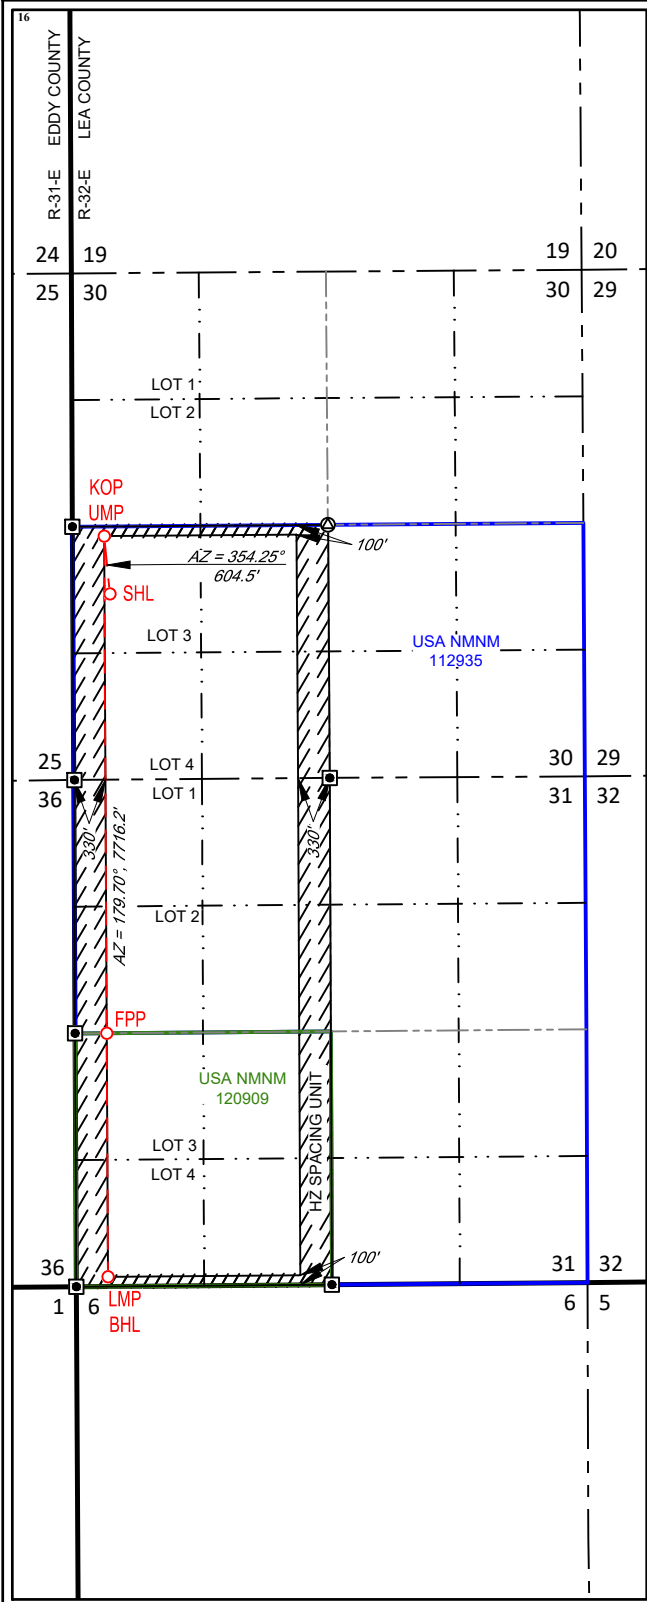 16
R-31-E EDDY COUNTY
R-32-E LEA COUNTY
24 19
19 20
25 30
30 29
LOT 1
LOT 2
KOP
UMP
100'
AZ = 354.25°
604.5'
SHL
LOT 3
USA NMNM
112935
25
LOT 4
30 29
36
LOT 1
31 32
330'
330'
AZ = 179.70°, 7716.2'
LOT 2
FPP
USA NMNM
120909
HZ SPACING UNIT
LOT 3
LOT 4
100'
36
31 32
1 6
LMP
BHL
6 5